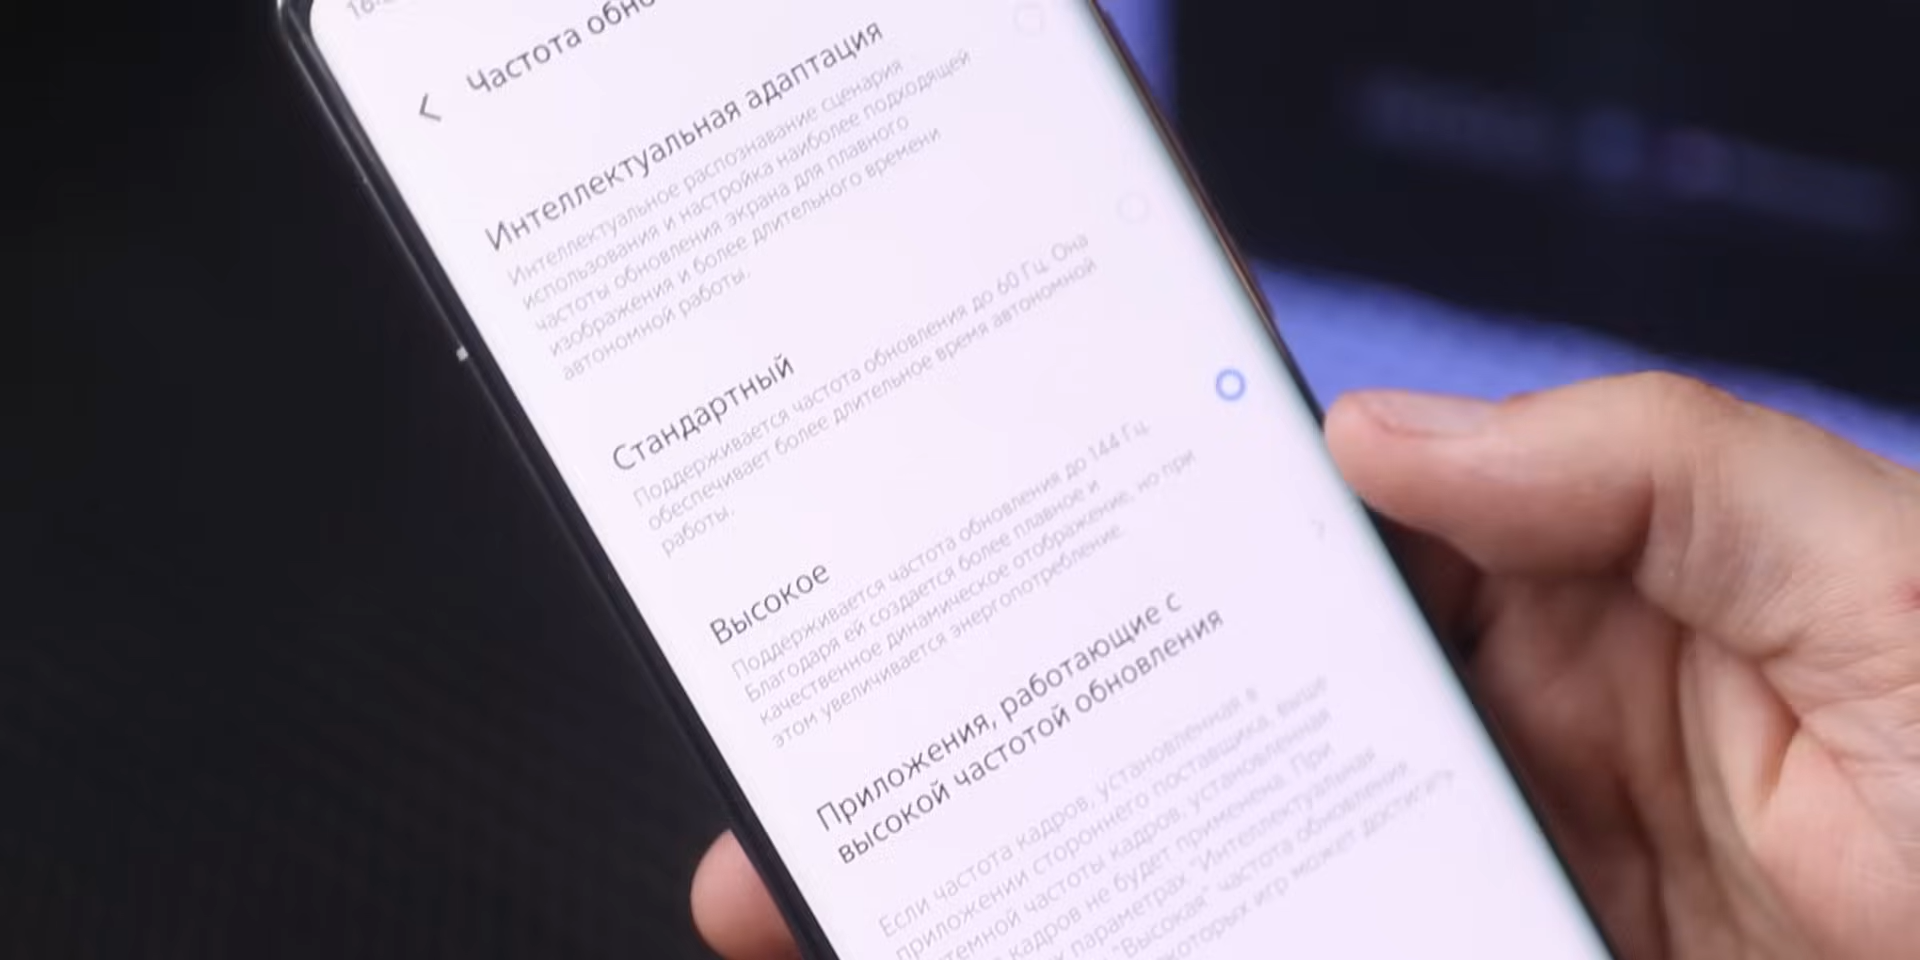 Интеллектуальная адаптация
Интеллектуальное распознавание сценария
использования и настройка наиболее подходящей
частоты обновления экрана для плавного
изображения и более длительного времени
автономной работы.
Стандартный
Поддерживается частота обновления до 60 Гц. Она
обеспечивает более длительное время автономной
работы.
Высокое
Поддерживается частота обновления до 144 Гц.
Благодаря ей создается более плавное и
качественное динамическое отображение, но при
этом увеличивается энергопотребление.
Приложения, работающие с
высокой частотой обновления
Если частота кадров, установленная в
приложении стороннего поставщика, выше
частоты кадров, установленная
кадров не будет применена. При
параметрах "Интеллектуальная
"Высокая" частота обновления
игр может достигать